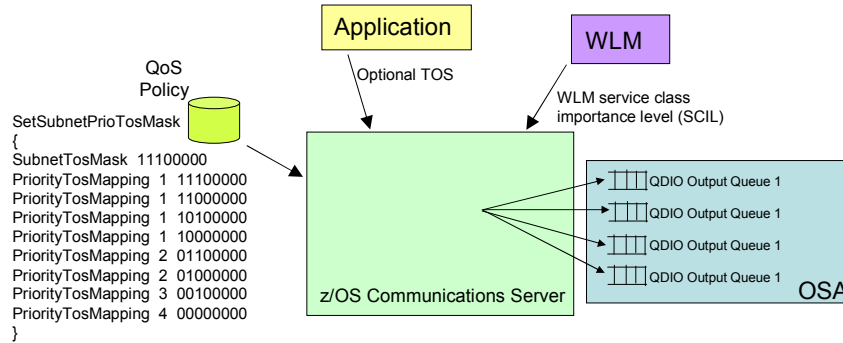 Application
WLM
QoS
Policy
Optional TOS
WLM service class
importance level (SCIL)
SetSubnetPrioTosMask
{
SubnetTosMask 11100000
PriorityTosMapping 1 11100000
PriorityTosMapping 1 11000000
PriorityTosMapping 1 10100000
PriorityTosMapping 1 10000000
PriorityTosMapping 2 01100000
PriorityTosMapping 2 01000000
PriorityTosMapping 3 00100000
PriorityTosMapping 4 00000000
}
z/OS Communications Server
QDIO Output Queue 1
QDIO Output Queue 1
QDIO Output Queue 1
QDIO Output Queue 1
OSA